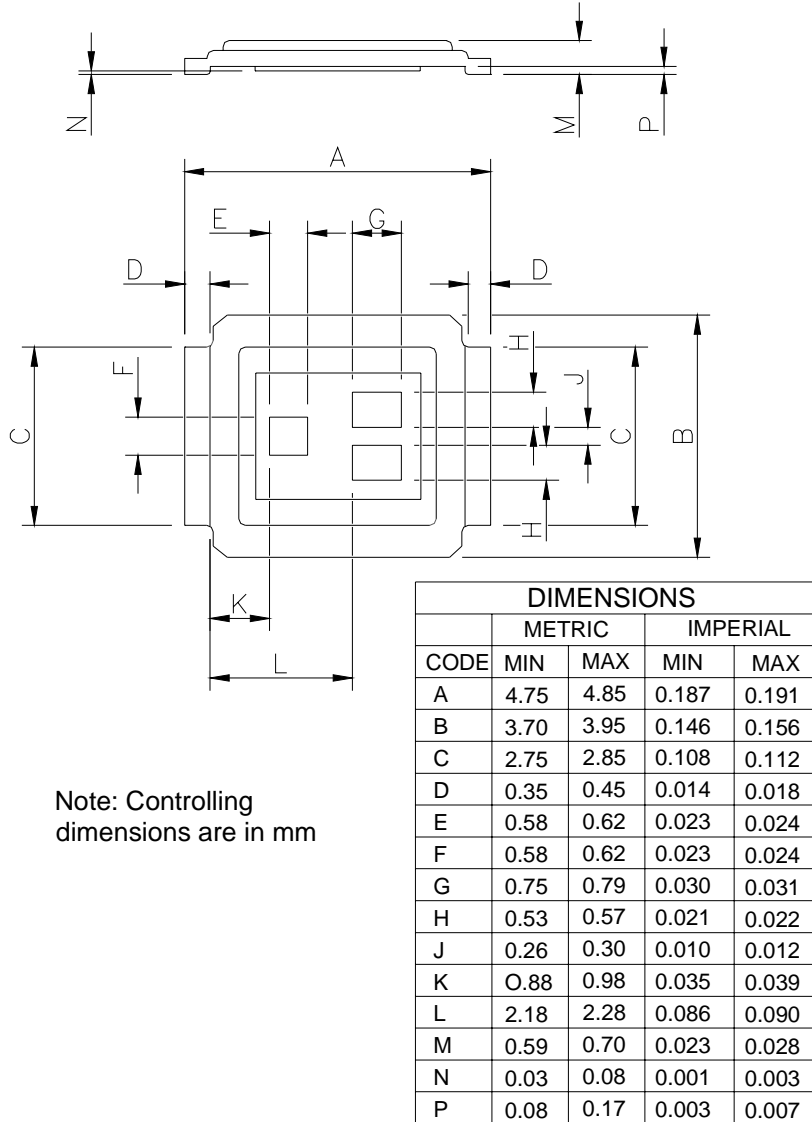 N
M
P
A
E
G
D
D
F
H
J
C
C
B
H
K
L
Note: Controlling
dimensions are in mm
DIMENSIONS
METRIC IMPERIAL
CODE MIN MAX MIN MAX
A 4.75 4.85 0.187 0.191
B 3.70 3.95 0.146 0.156
C 2.75 2.85 0.108 0.112
D 0.35 0.45 0.014 0.018
E 0.58 0.62 0.023 0.024
F 0.58 0.62 0.023 0.024
G 0.75 0.79 0.030 0.031
H 0.53 0.57 0.021 0.022
J 0.26 0.30 0.010 0.012
K O.88 0.98 0.035 0.039
L 2.18 2.28 0.086 0.090
M 0.59 0.70 0.023 0.028
N 0.03 0.08 0.001 0.003
P 0.08 0.17 0.003 0.007